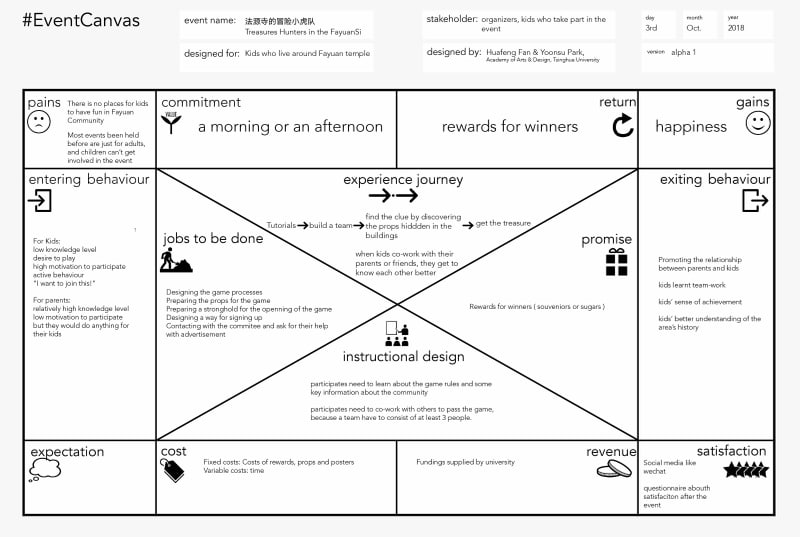 #EventCanvas
event name: 法源寺的冒险小虎队
Treasures Hunters in the FayuanSi
designed for: Kids who live around Fayuan temple
stakeholder: organizers, kids who take part in the
event
designed by: Huafeng Fan & Yoonsu Park,
Academy of Arts & Design, Tsinghua University
day
3rd
month
Oct.
year
2018
version alpha 1
pains
There is no places for kids
to have fun in Fayuan
Community
Most events been held
before are just for adults,
and children can't get
involved in the event
commitment
VALUE
a morning or an afternoon
return
rewards for winners
gains
happiness
entering behaviour
1
For Kids:
low knowledge level
desire to play
high motivation to participate
active behaviour
"I want to join this!"
For parents:
relatively high knowledge level
low motivation to participate
but they would do anything for
their kids
experience journey
Tutorials
build a team
find the clue by discovering
the props hiddden in the
buildings
get the treasure
when kids co-work with their
parents or friends, they get to
know each other better
jobs to be done
Designing the game processes
Preparing the props for the game
Preparing a stronghold for the openning of the game
Designing a way for signing up
Contacting with the commitee and ask for their help
with advertisement
promise
Rewards for winners ( souveniors or sugars )
instructional design
participates need to learn about the game rules and some
key information about the community
participates need to co-work with others to pass the game,
because a team have to consist of at least 3 people.
exiting behaviour
Promoting the relationship
between parents and kids
kids learnt team-work
kids' sense of achievement
kids' better understanding of the
area's history
expectation
cost
Fixed costs: Costs of rewards, props and posters
Variable costs: time
revenue
Fundings supplied by university
satisfaction
Social media like
wechat
questionnaire abouth
satisfaciton after the
event